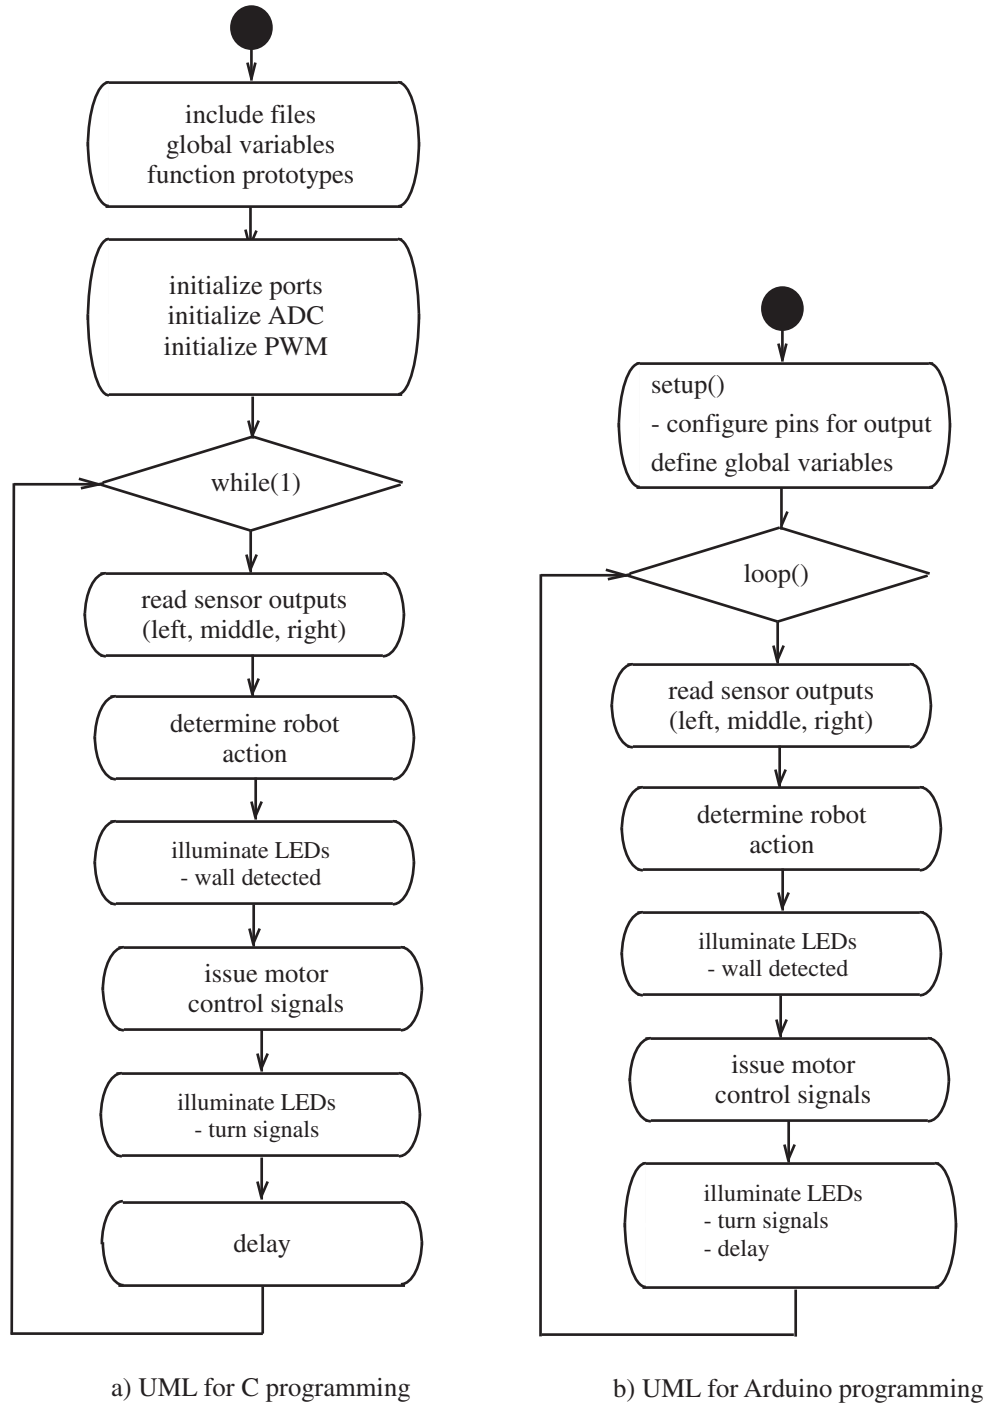 include files
global variables
function prototypes
initialize ports
initialize ADC
initialize PWM
while(1)
read sensor outputs
(left, middle, right)
determine robot
action
illuminate LEDs
- wall detected
issue motor
control signals
illuminate LEDs
- turn signals
delay
a) UML for C programming
setup()
- configure pins for output
define global variables
loop()
read sensor outputs
(left, middle, right)
determine robot
action
illuminate LEDs
- wall detected
issue motor
control signals
illuminate LEDs
- turn signals
- delay
b) UML for Arduino programming